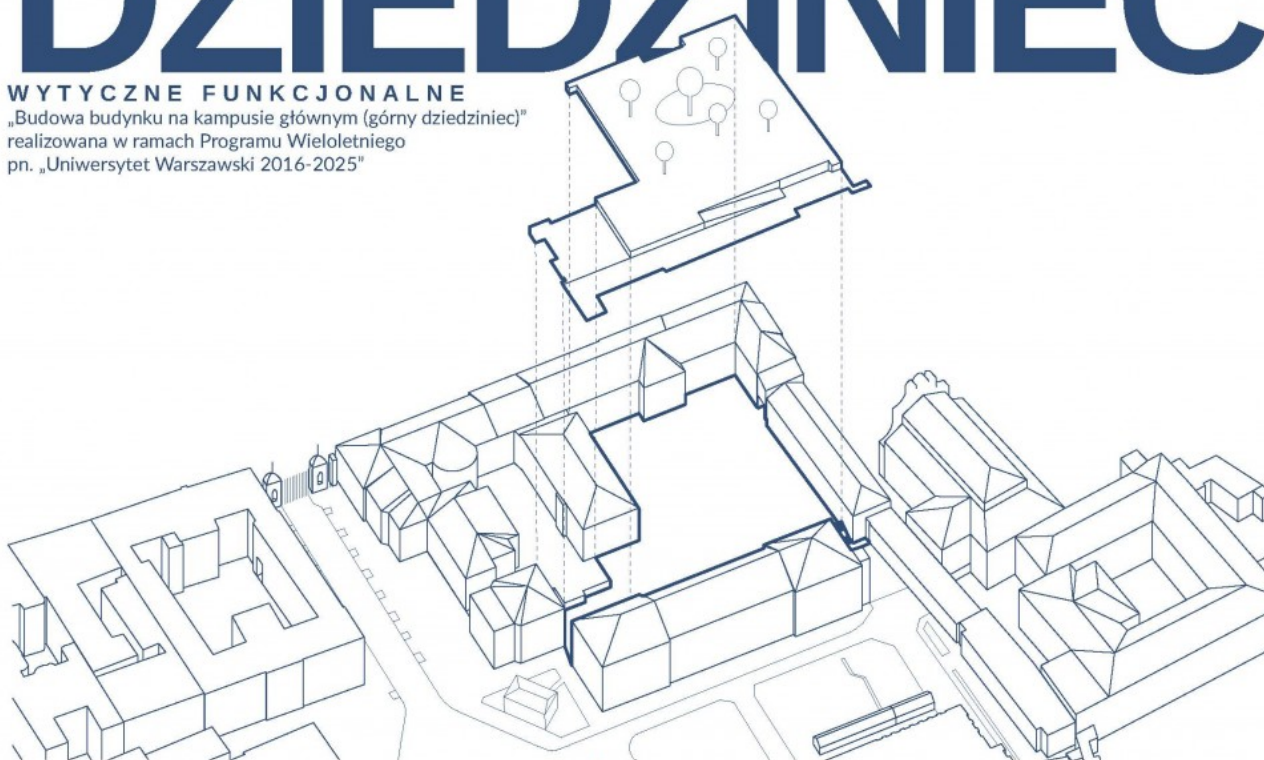 DZIEDZINIEC
WYTYCZNE FUNKCJONALNE
„Budowa budynku na kampusie głównym (górny dziedziniec)”
realizowana w ramach Programu Wieloletniego
pn. „Uniwersytet Warszawski 2016-2025”